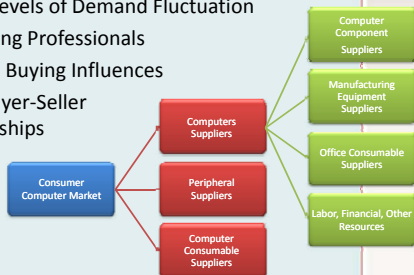 evels of Demand Fluctuation
ng Professionals
Buying Influences
yer-Seller
ships
Consumer
Computer Market
Computers
Suppliers
Peripheral
Suppliers
Computer
Consumable
Suppliers
Computer
Component
Suppliers
Manufacturing
Equipment
Suppliers
Office Consumable
Suppliers
Labor, Financial, Other
Resources